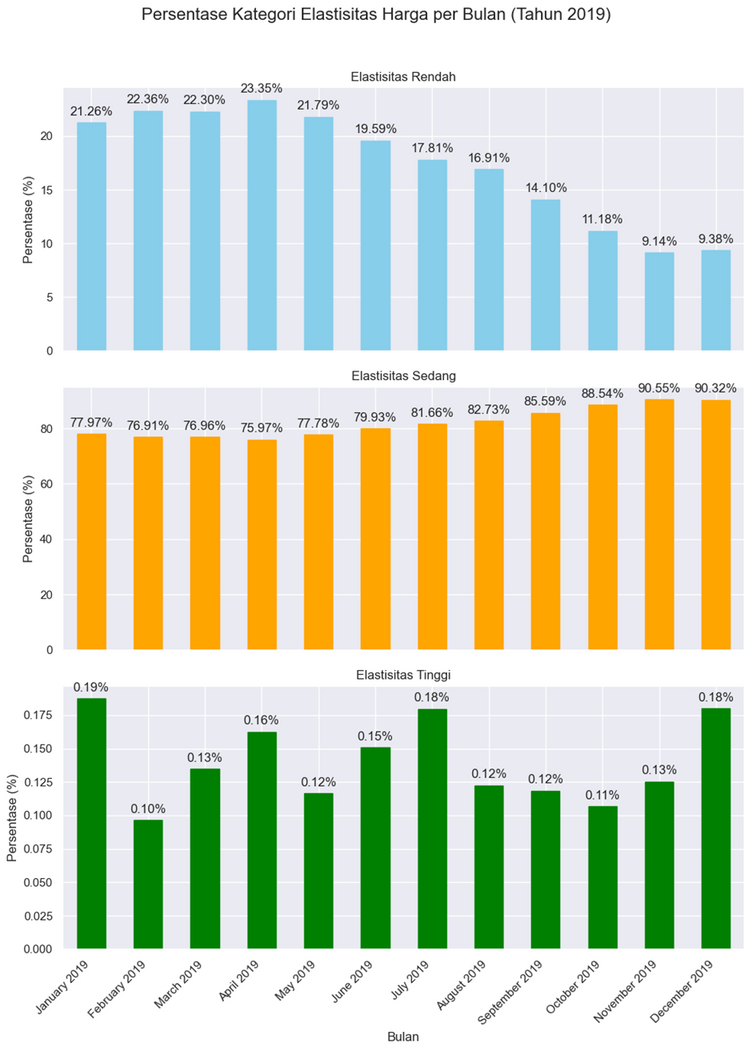 Persentase Kategori Elastisitas Harga per Bulan (Tahun 2019)
Elastisitas Rendah
Persentase (%)
20
15
10
5
0
21.26%
22.36%
22.30%
23.35%
21.79%
19.59%
17.81%
16.91%
14.10%
11.18%
9.14%
9.38%
Elastisitas Sedang
Persentase (%)
80
60
40
20
0
77.97%
76.91%
76.96%
75.97%
77.78%
79.93%
81.66%
82.73%
85.59%
88.54%
90.55%
90.32%
Elastisitas Tinggi
Persentase (%)
0.175
0.150
0.125
0.100
0.075
0.050
0.025
0.000
0.19%
0.10%
0.13%
0.16%
0.12%
0.15%
0.18%
0.12%
0.12%
0.11%
0.13%
0.18%
January 2019
February 2019
March 2019
April 2019
May 2019
June 2019
July 2019
August 2019
September 2019
October 2019
November 2019
December 2019
Bulan